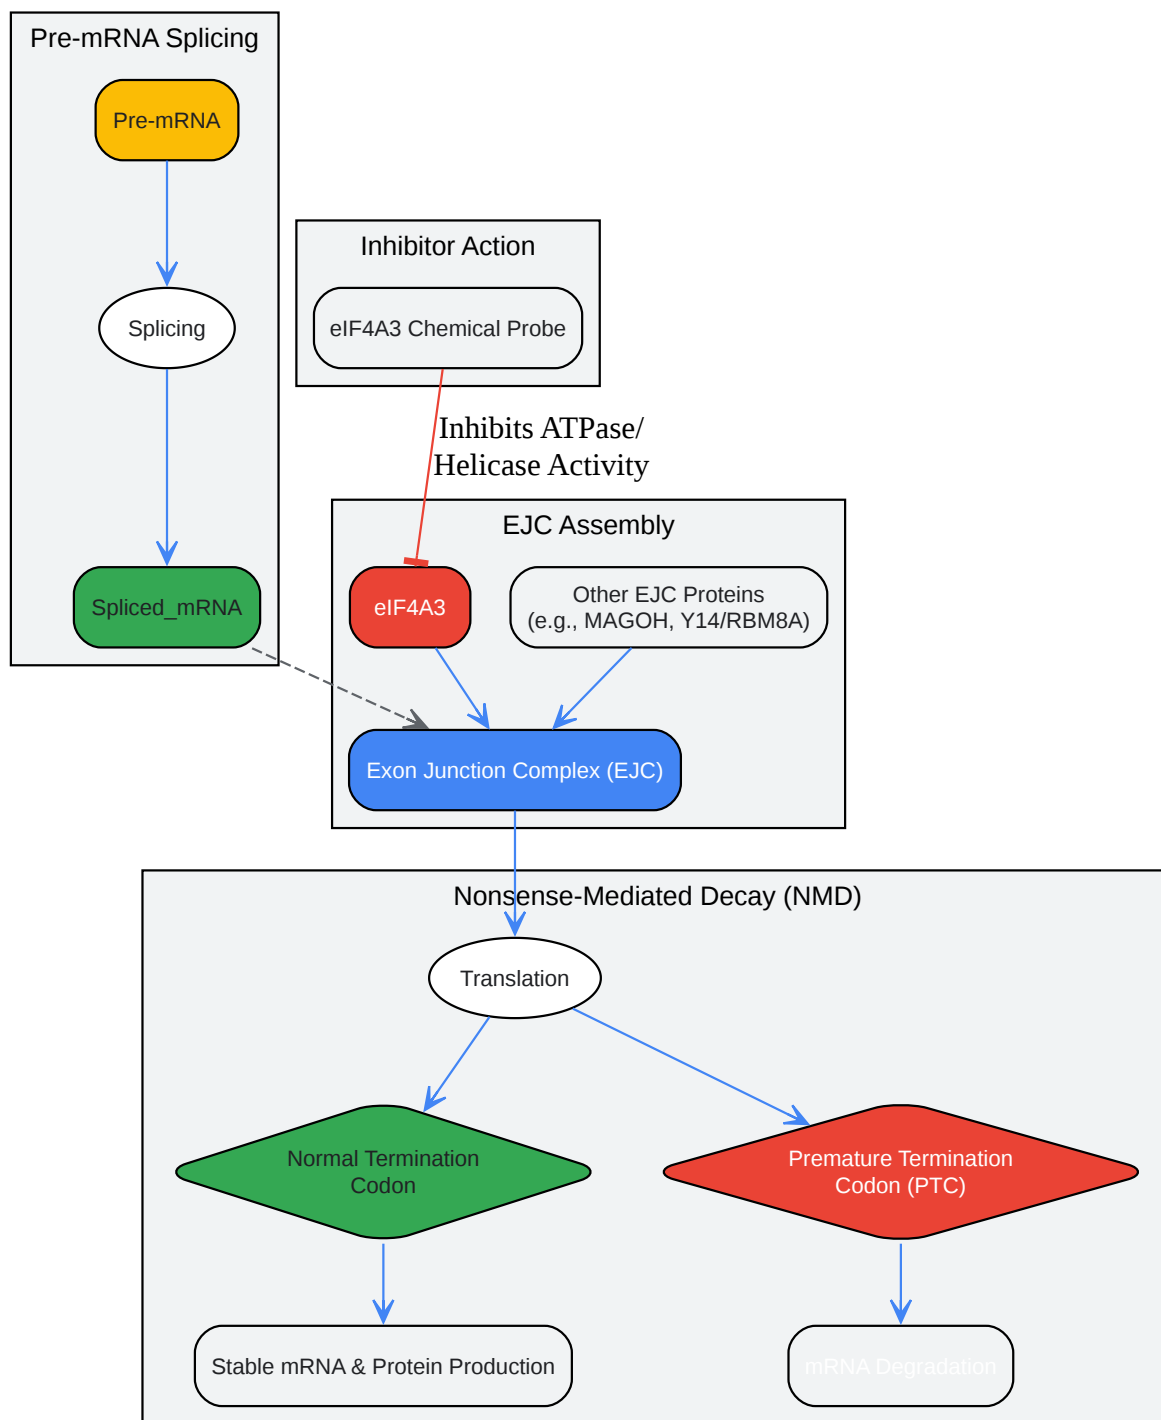 Pre-mRNA Splicing
Pre-mRNA
Splicing
Spliced_mRNA
Inhibitor Action
eIF4A3 Chemical Probe
Inhibits ATPase/
Helicase Activity
EJC Assembly
eIF4A3
Other EJC Proteins
(e.g., MAGOH, Y14/RBM8A)
Exon Junction Complex (EJC)
Nonsense-Mediated Decay (NMD)
Translation
Normal Termination
Codon
Premature Termination
Codon (PTC)
Stable mRNA & Protein Production
mRNA Degradation